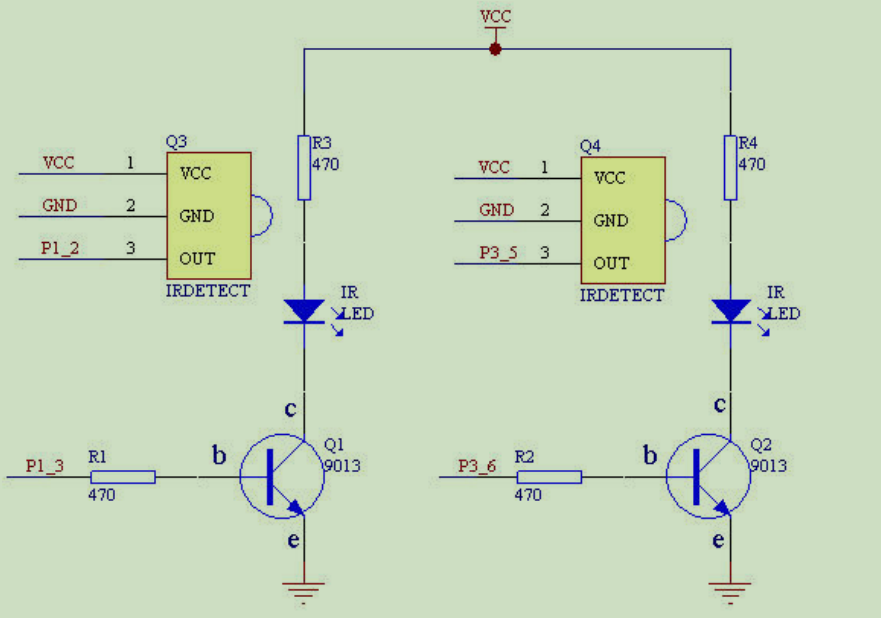 VCC
Q3
VCC 1 VCC
GND 2 GND
P1_2 3 OUT
IRDETECT
R3
470
IR
LED
c
P1_3
R1
470
b
Q1
9013
e
Q4
VCC 1 VCC
GND 2 GND
P3_5 3 OUT
IRDETECT
R4
470
IR
LED
c
P3_6
R2
470
b
Q2
9013
e